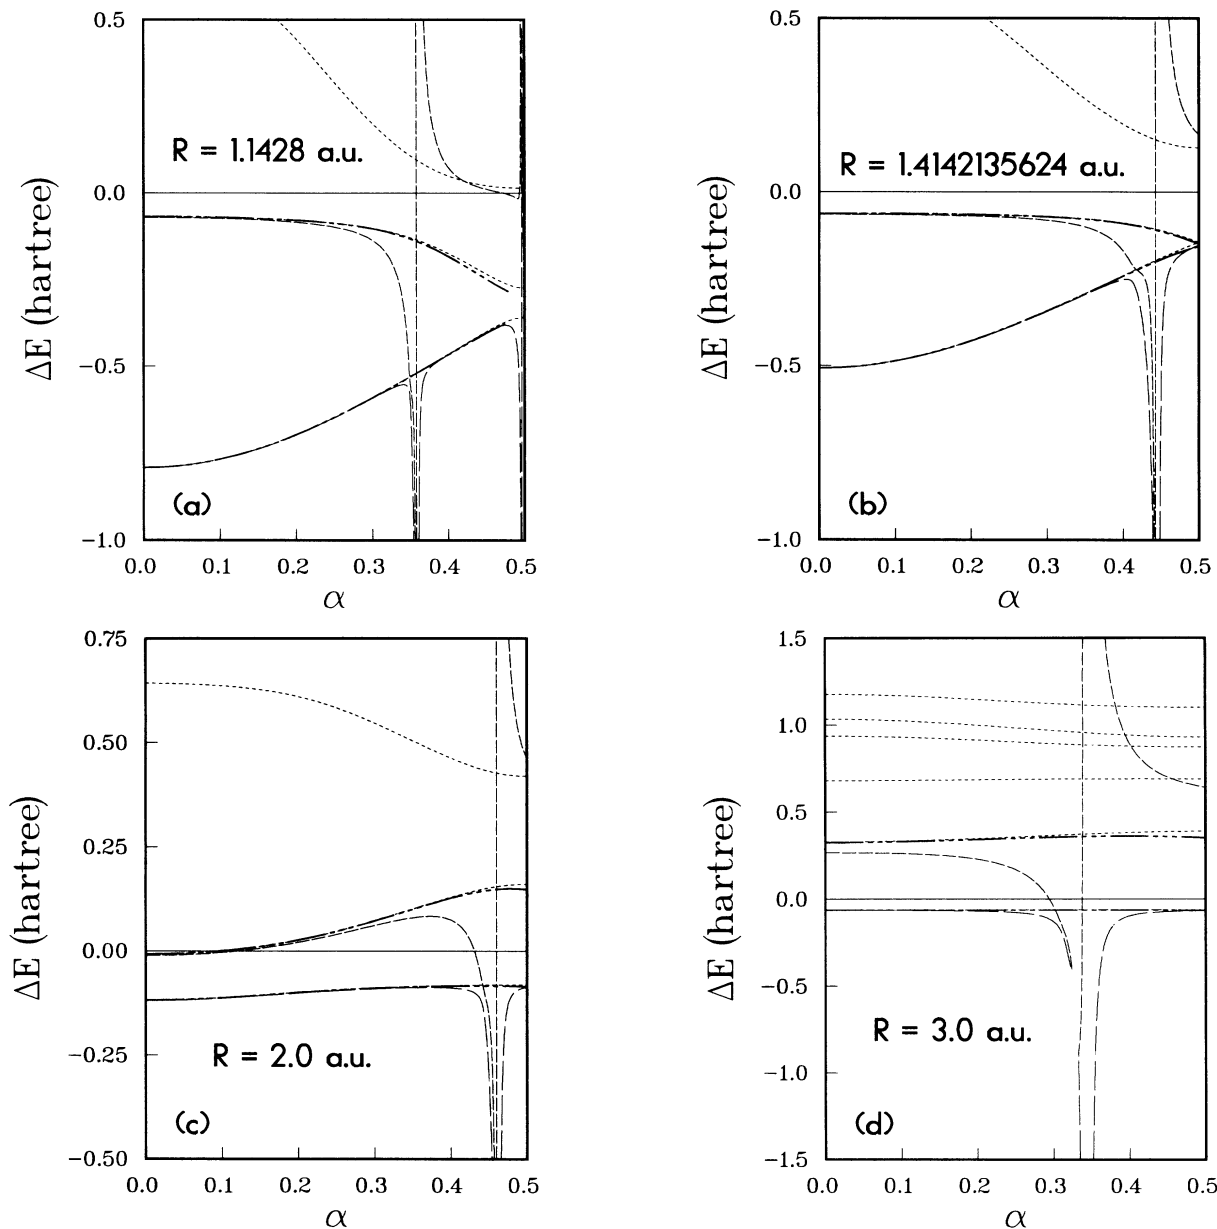 0.5
0.0
−0.5
−1.0
ΔE (hartree)
R = 1.1428 a.u.
(a)
0.0 0.1 0.2 0.3 0.4 0.5
α
0.5
0.0
−0.5
−1.0
ΔE (hartree)
R = 1.4142135624 a.u.
(b)
0.0 0.1 0.2 0.3 0.4 0.5
α
0.75
0.50
0.25
0.00
−0.25
−0.50
ΔE (hartree)
R = 2.0 a.u.
(c)
0.0 0.1 0.2 0.3 0.4 0.5
α
1.5
1.0
0.5
0.0
−0.5
−1.0
−1.5
ΔE (hartree)
R = 3.0 a.u.
(d)
0.0 0.1 0.2 0.3 0.4 0.5
α